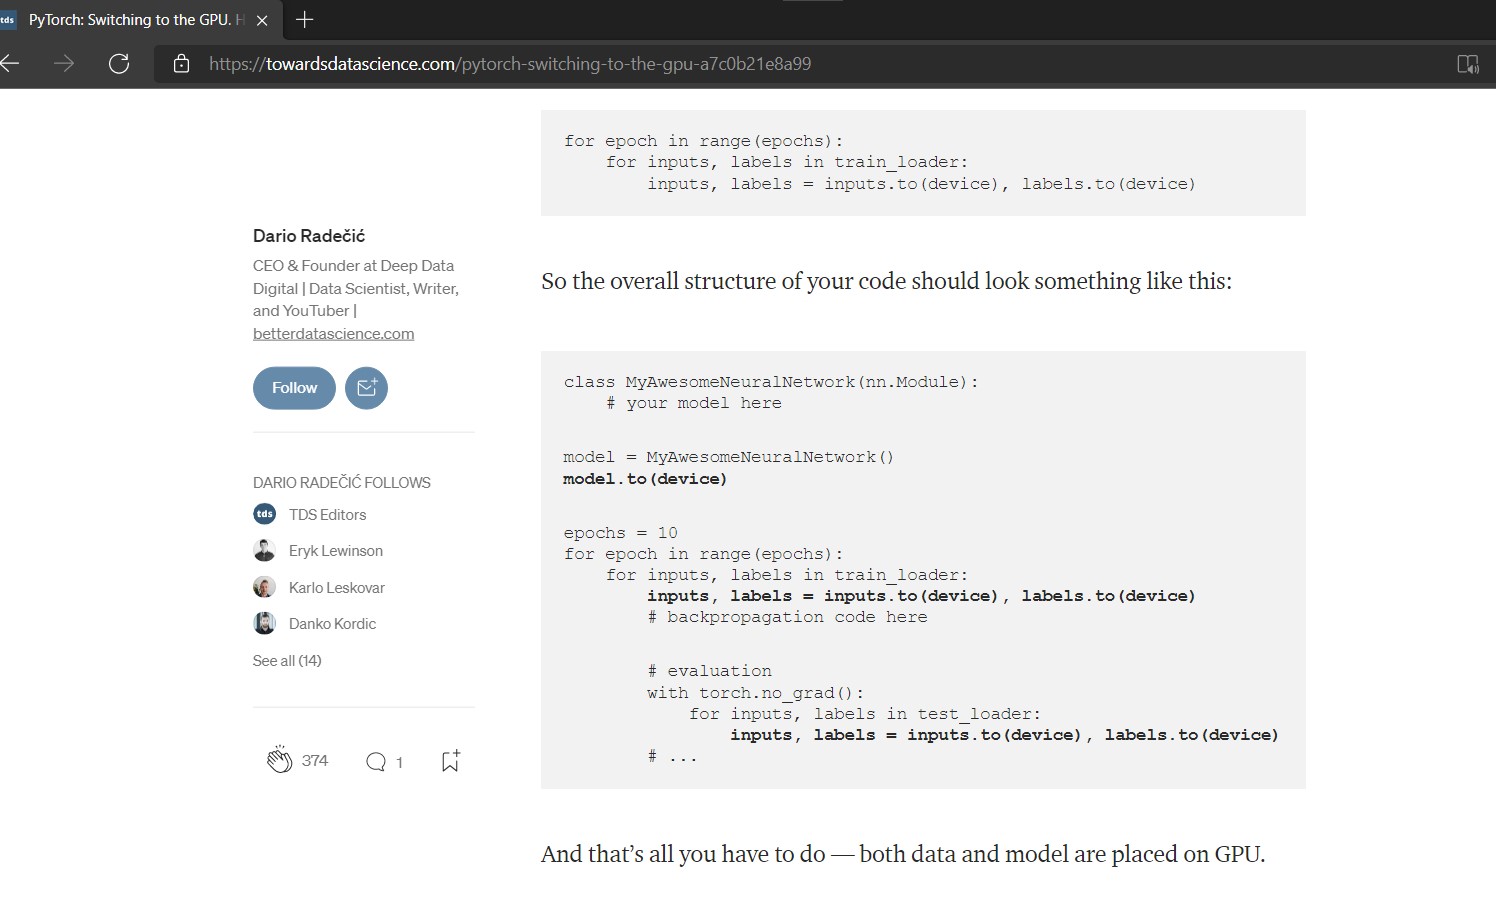 tds PyTorch: Switching to the GPU. H
https://towardsdatascience.com/pytorch-switching-to-the-gpu-a7c0b21e8a99
for epoch in range(epochs):
    for inputs, labels in train_loader:
        inputs, labels = inputs.to(device), labels.to(device)
Dario Radečić
CEO & Founder at Deep Data
Digital | Data Scientist, Writer,
and YouTuber |
betterdatascience.com
Follow
DARIO RADEČIĆ FOLLOWS
tds TDS Editors
Eryk Lewinson
Karlo Leskovar
Danko Kordic
See all (14)
374 1
So the overall structure of your code should look something like this:
class MyAwesomeNeuralNetwork(nn.Module):
    # your model here
model = MyAwesomeNeuralNetwork()
model.to(device)
epochs = 10
for epoch in range(epochs):
    for inputs, labels in train_loader:
        inputs, labels = inputs.to(device), labels.to(device)
        # backpropagation code here
        # evaluation
        with torch.no_grad():
            for inputs, labels in test_loader:
                inputs, labels = inputs.to(device), labels.to(device)
        # ...
And that's all you have to do — both data and model are placed on GPU.